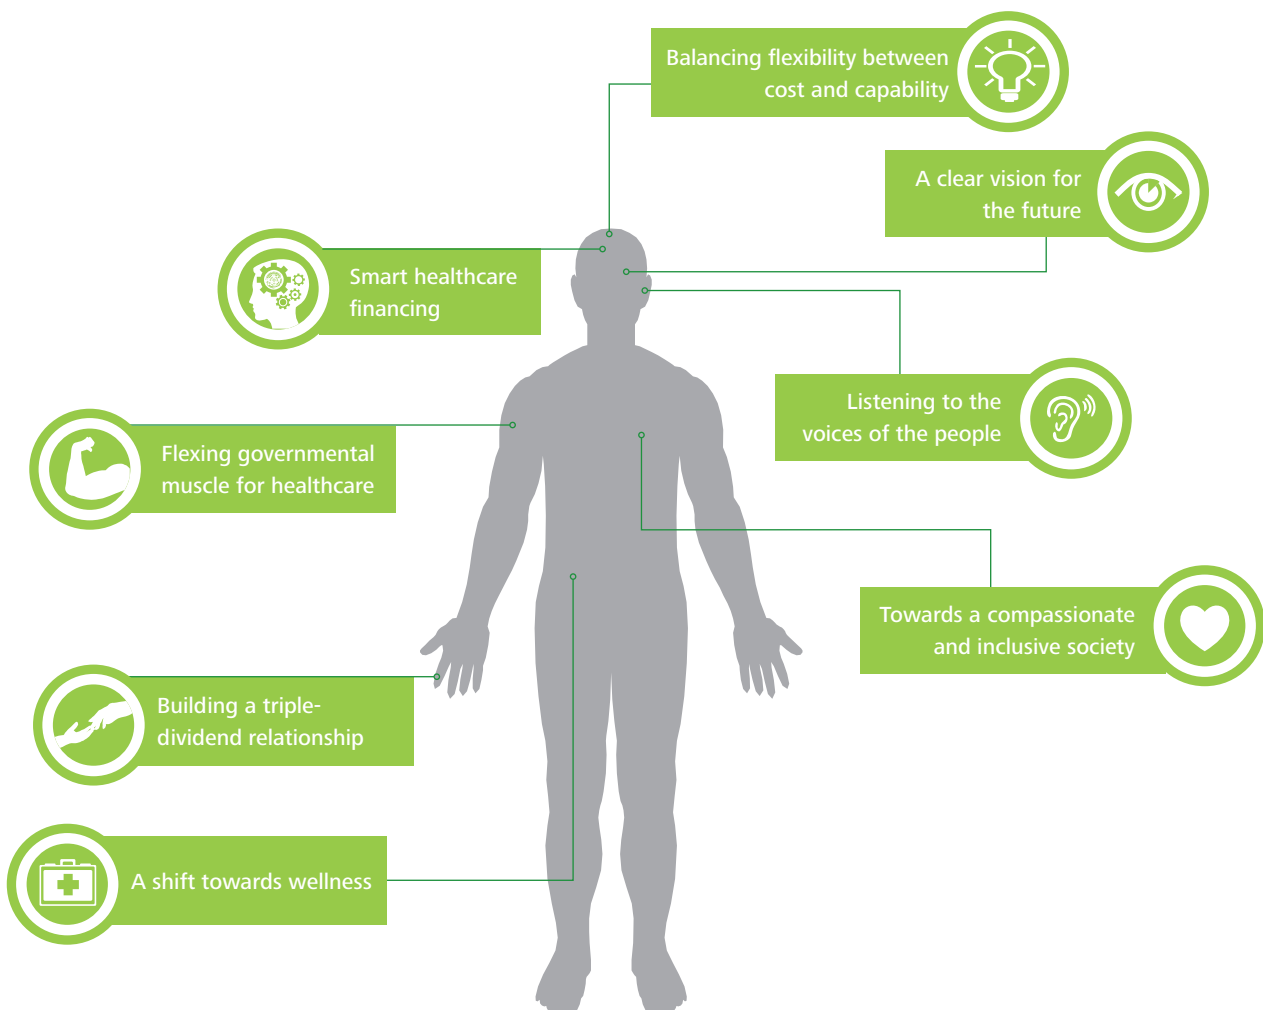 Balancing flexibility between
cost and capability
A clear vision for
the future
Smart healthcare
financing
Listening to the
voices of the people
Flexing governmental
muscle for healthcare
Towards a compassionate
and inclusive society
Building a triple-
dividend relationship
A shift towards wellness